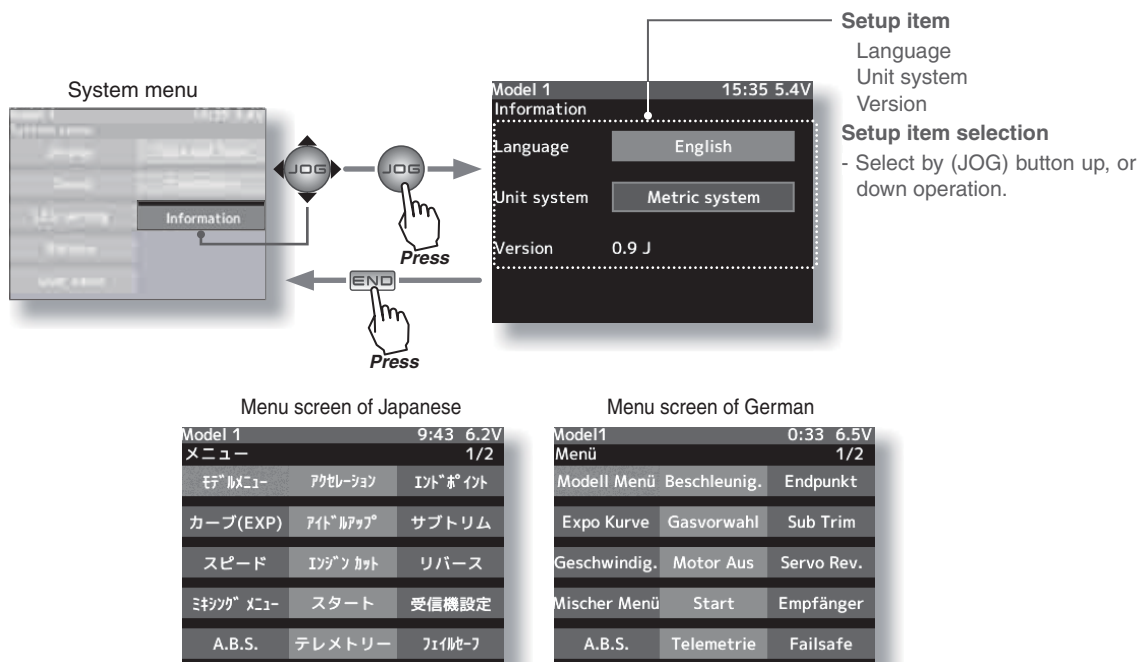 Setup item
Language
Unit system
Version
Setup item selection
- Select by (JOG) button up, or
down operation.
System menu
Information
JOG
JOG
Press
END
Press
Model 1 15:35 5.4V
Information
Language English
Unit system Metric system
Version 0.9 J
Menu screen of Japanese
Model 1 9:43 6.2V
メニュー 1/2
ﾓﾃﾞﾙﾒﾆｭｰ ｱｸｾﾚｰｼｮﾝ ｴﾝﾄﾞﾎﾟｲﾝﾄ
カーブ(EXP) ｱｲﾄﾞﾙｱｯﾌﾟ サブトリム
スピード ｴﾝｼﾞﾝ ｶｯﾄ リバース
ﾐｷｼﾝｸﾞ ﾒﾆｭｰ スタート 受信機設定
A.B.S. テレメトリー ﾌｪｲﾙｾｰﾌ
Menu screen of German
Model1 0:33 6.5V
Menü 1/2
Modell Menü Beschleunig. Endpunkt
Expo Kurve Gasvorwahl Sub Trim
Geschwindig. Motor Aus Servo Rev.
Mischer Menü Start Empfänger
A.B.S. Telemetrie Failsafe